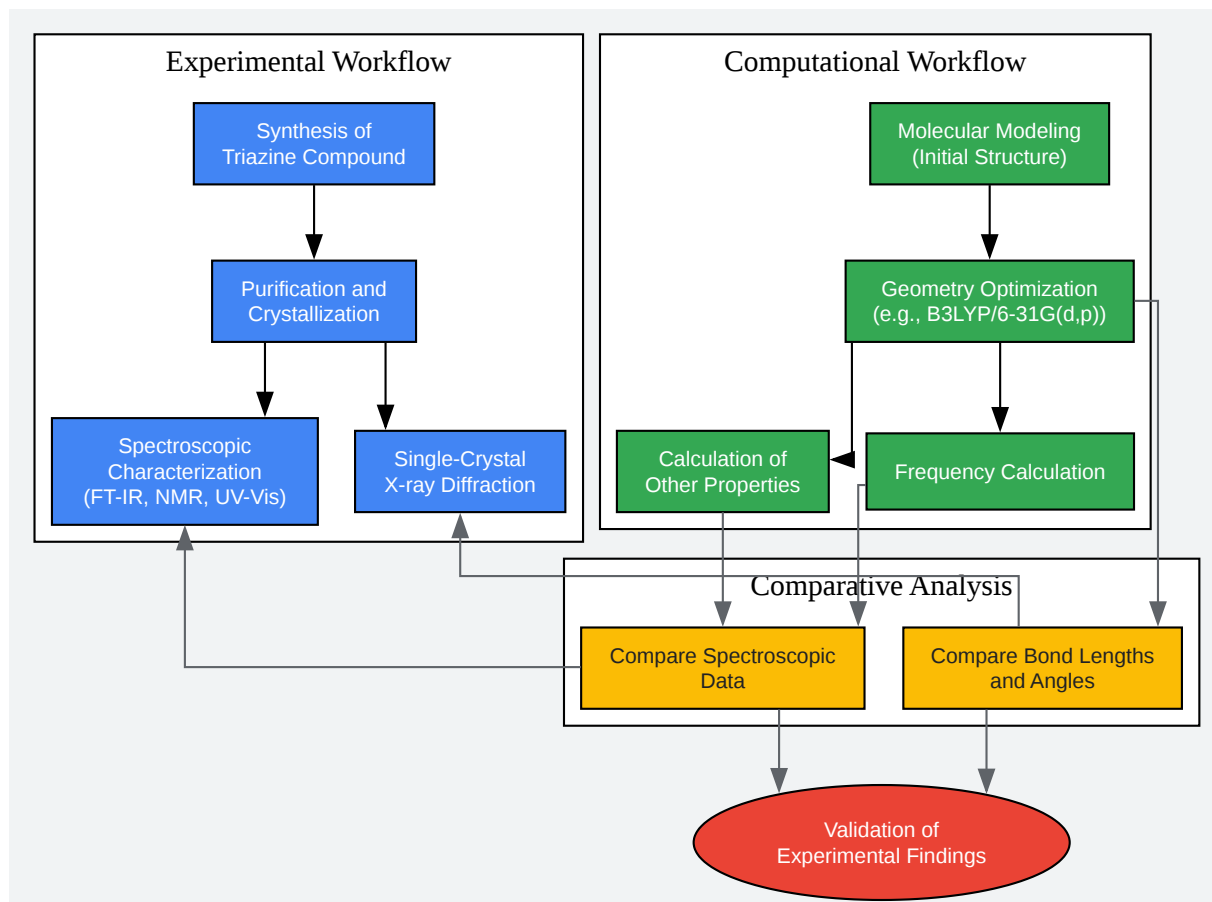 Experimental Workflow
Synthesis of
Triazine Compound
Purification and
Crystallization
Spectroscopic
Characterization
(FT-IR, NMR, UV-Vis)
Single-Crystal
X-ray Diffraction
Computational Workflow
Molecular Modeling
(Initial Structure)
Geometry Optimization
(e.g., B3LYP/6-31G(d,p))
Calculation of
Other Properties
Frequency Calculation
Comparative Analysis
Compare Spectroscopic
Data
Compare Bond Lengths
and Angles
Validation of
Experimental Findings